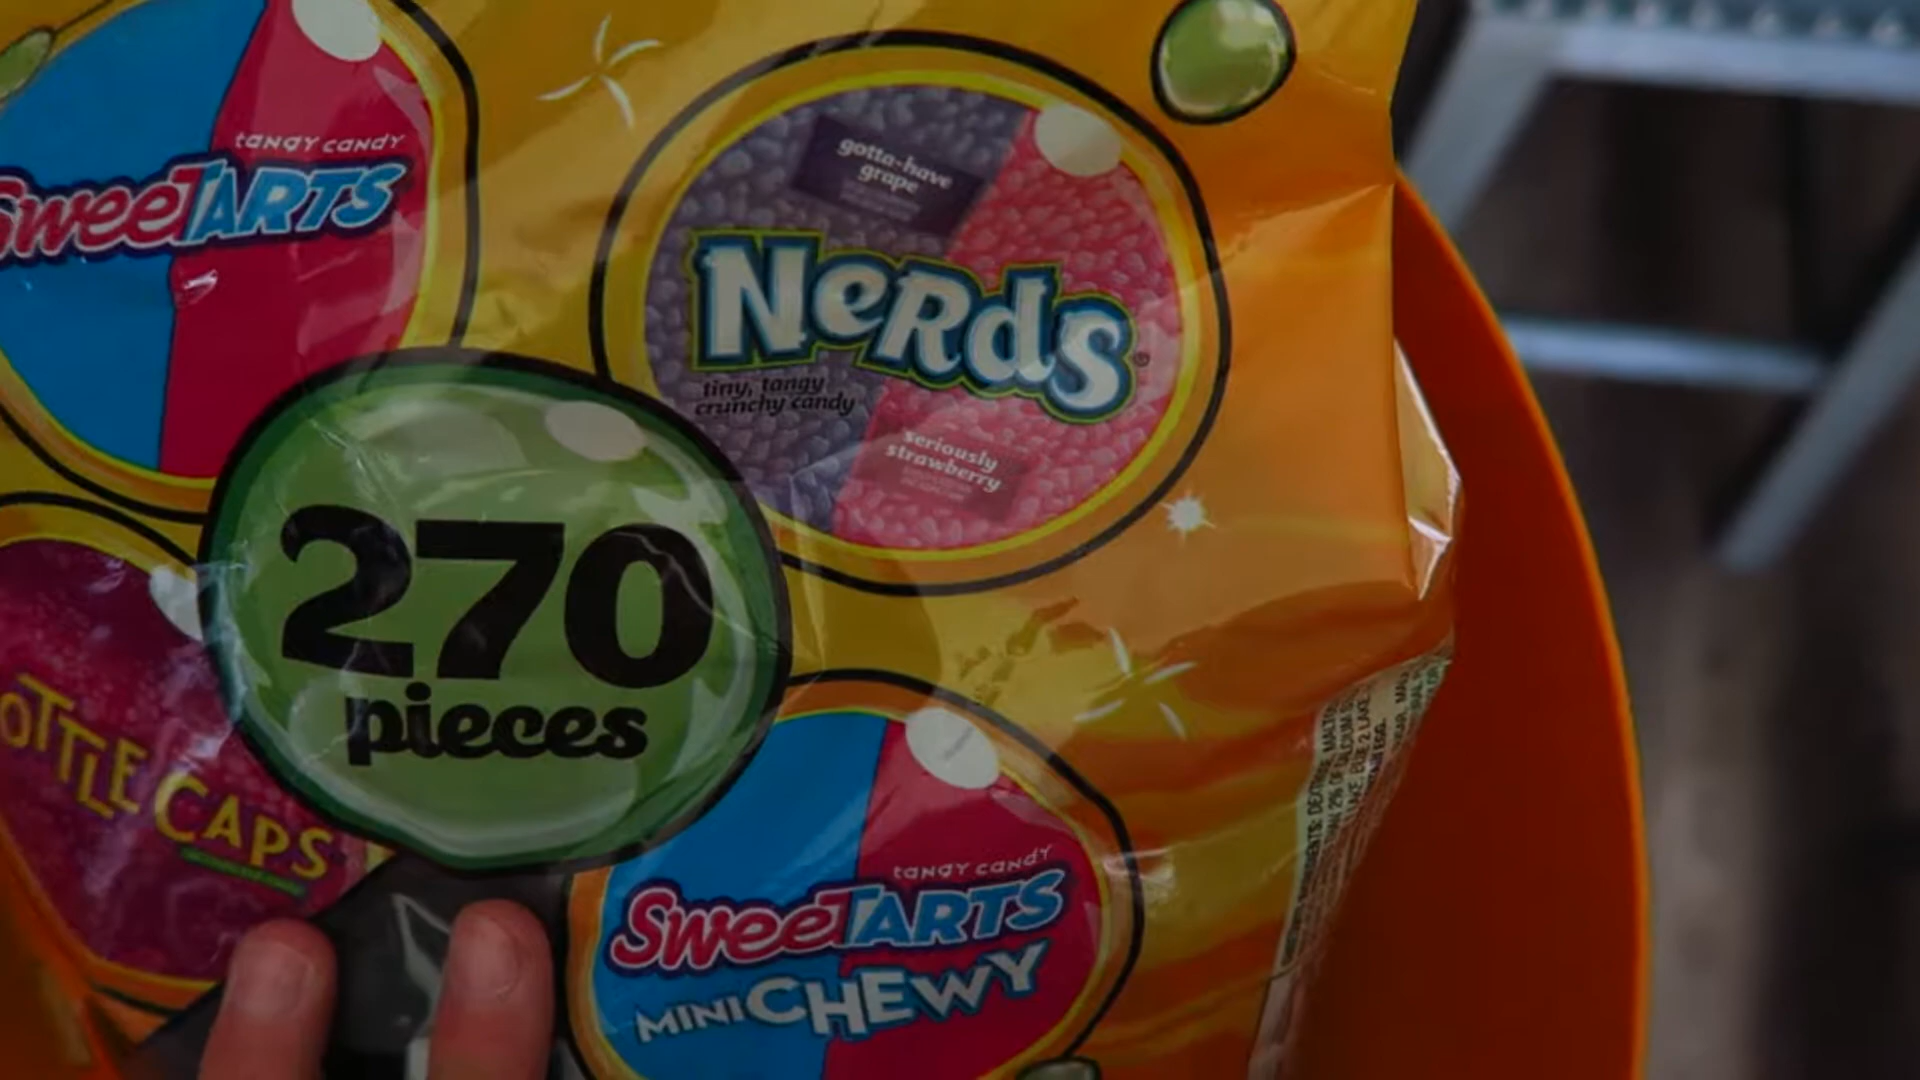 tangy candy
SweeTARTS
gotta-have
grape
Nerds
tiny, tangy
crunchy candy
seriously
strawberry
270
pieces
OTTLE CAPS
tangy candy
SweeTARTS
MINI CHEWY